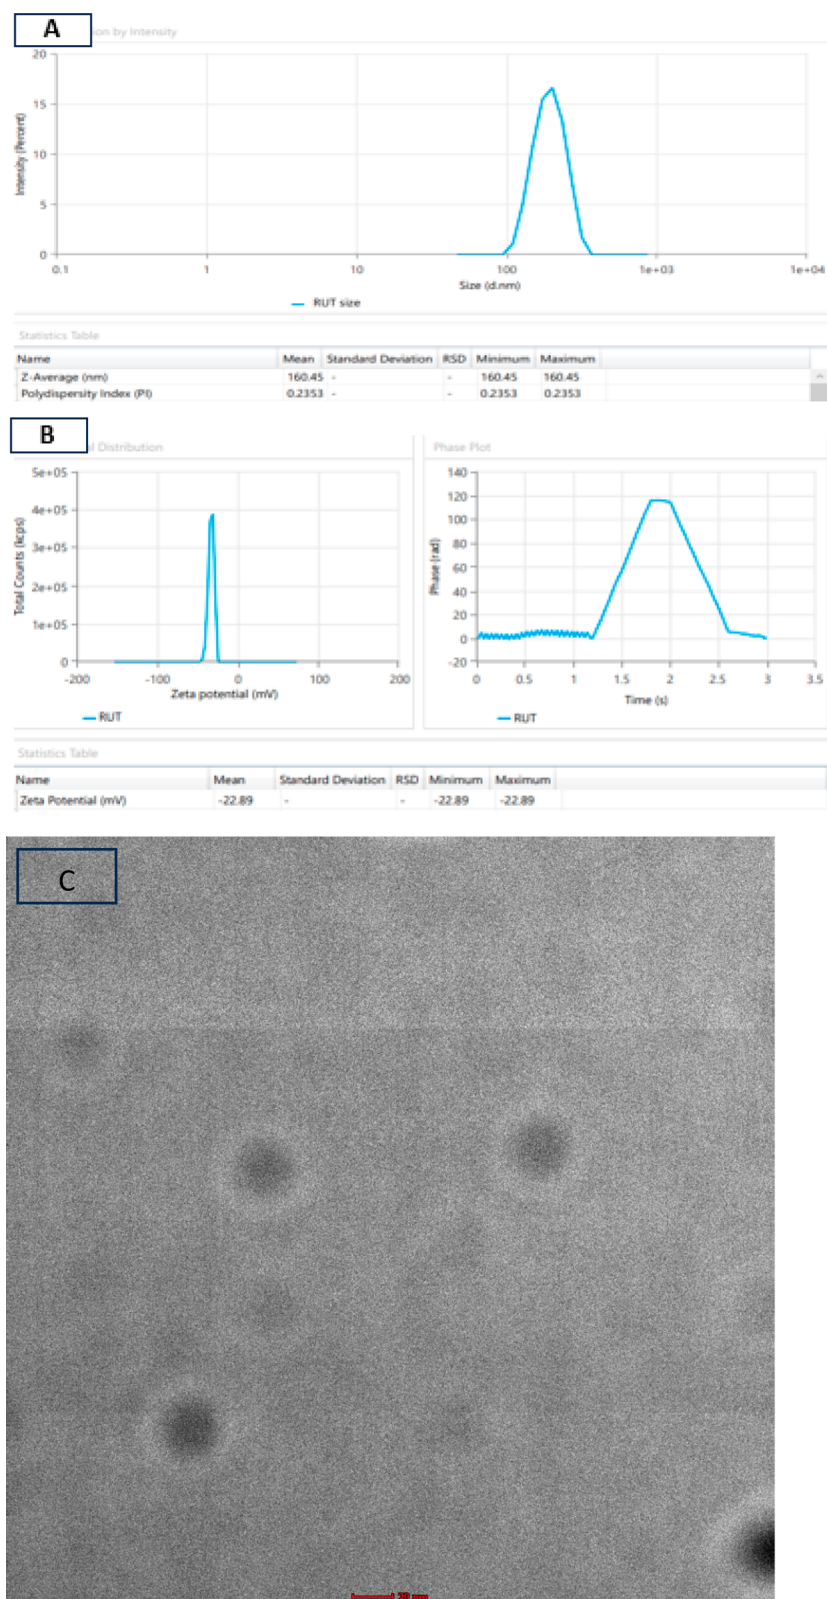 A
on by Intensity
20
15
10
5
0
Intensity (Percent)
0.1 1 10 100 1e+03 1e+04
Size (d.nm)
RUT size
Statistics Table
Name Mean Standard Deviation RSD Minimum Maximum
Z-Average (nm) 160.45 - - 160.45 160.45
Polydispersity Index (PI) 0.2353 - - 0.2353 0.2353
B
Distribution
5e+05
4e+05
3e+05
2e+05
1e+05
0
Total Counts (kcps)
-200 -100 0 100 200
Zeta potential (mV)
RUT
Phase Plot
140
120
100
80
60
40
20
0
-20
Phase (rad)
0 0.5 1 1.5 2 2.5 3 3.5
Time (s)
RUT
Statistics Table
Name Mean Standard Deviation RSD Minimum Maximum
Zeta Potential (mV) -22.89 - - -22.89 -22.89
C